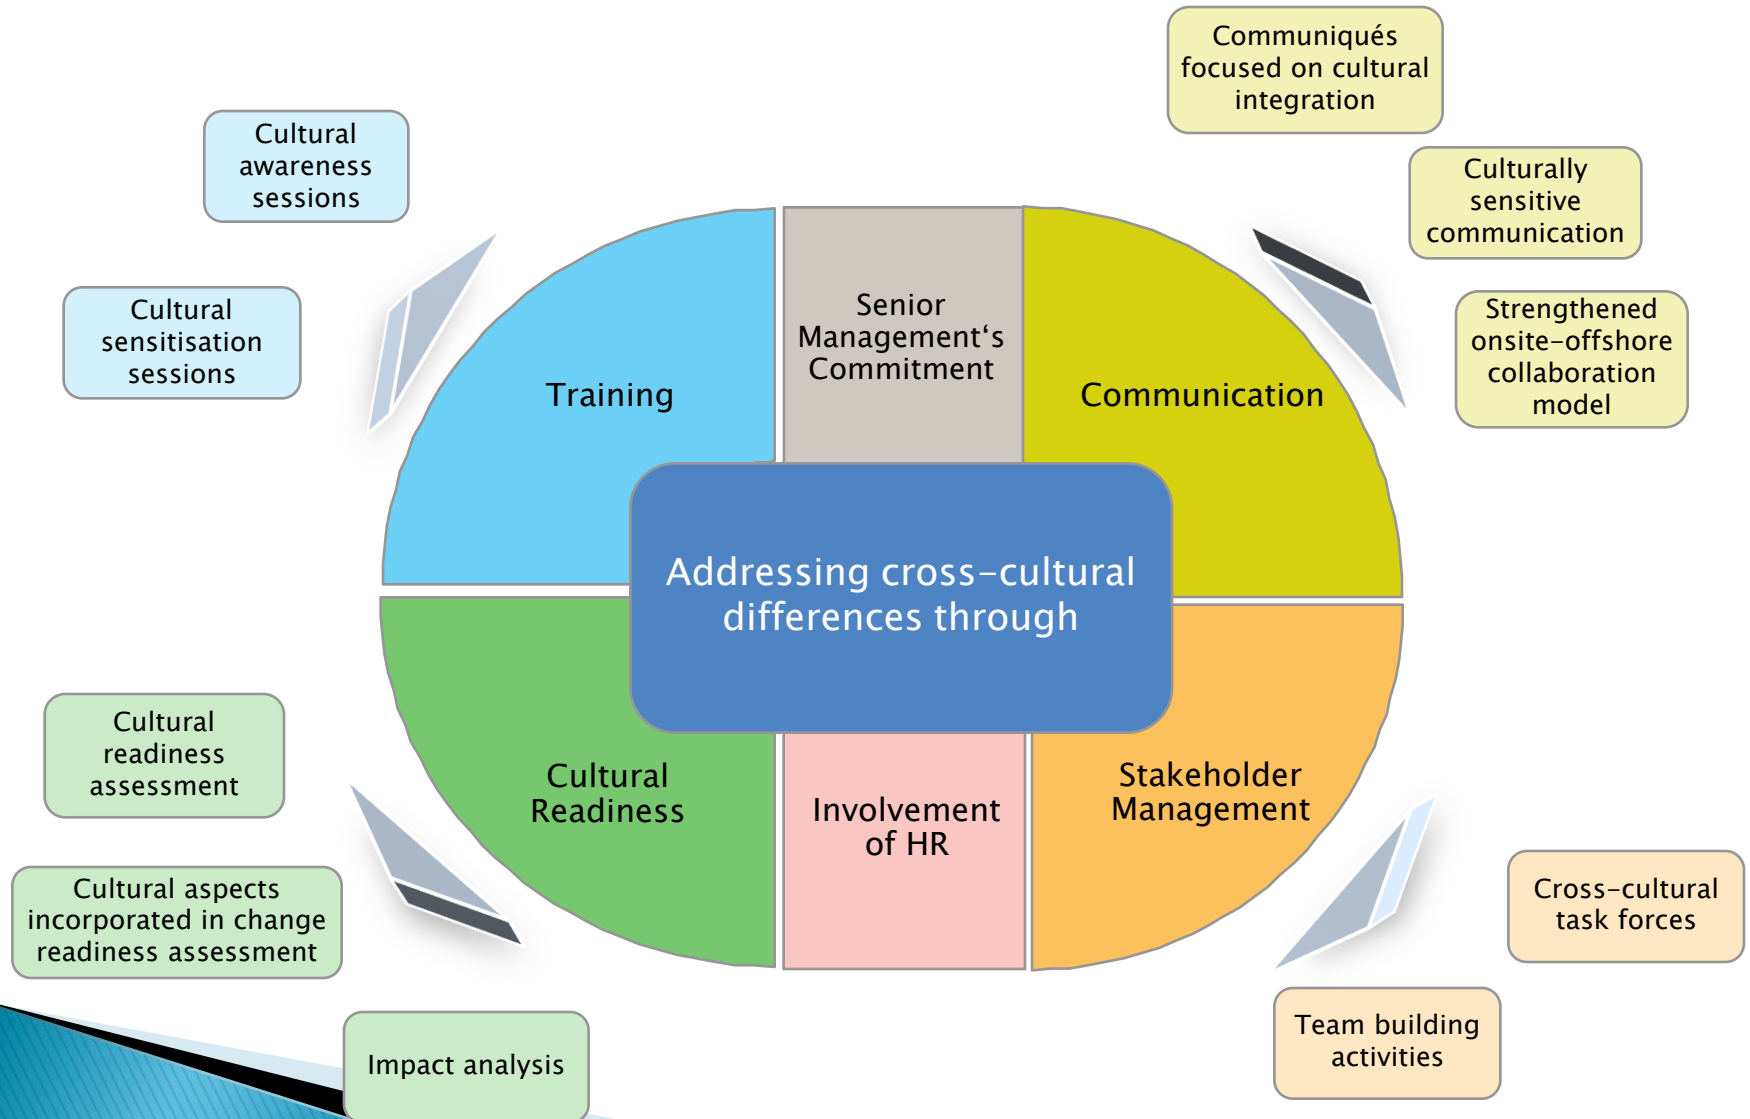 Communiqués
focused on cultural
integration
Cultural
awareness
sessions
Culturally
sensitive
communication
Cultural
sensitisation
sessions
Strengthened
onsite-offshore
collaboration
model
Training
Senior
Management‘s
Commitment
Communication
Addressing cross-cultural
differences through
Cultural
Readiness
Involvement
of HR
Stakeholder
Management
Cultural
readiness
assessment
Cultural aspects
incorporated in change
readiness assessment
Impact analysis
Cross-cultural
task forces
Team building
activities